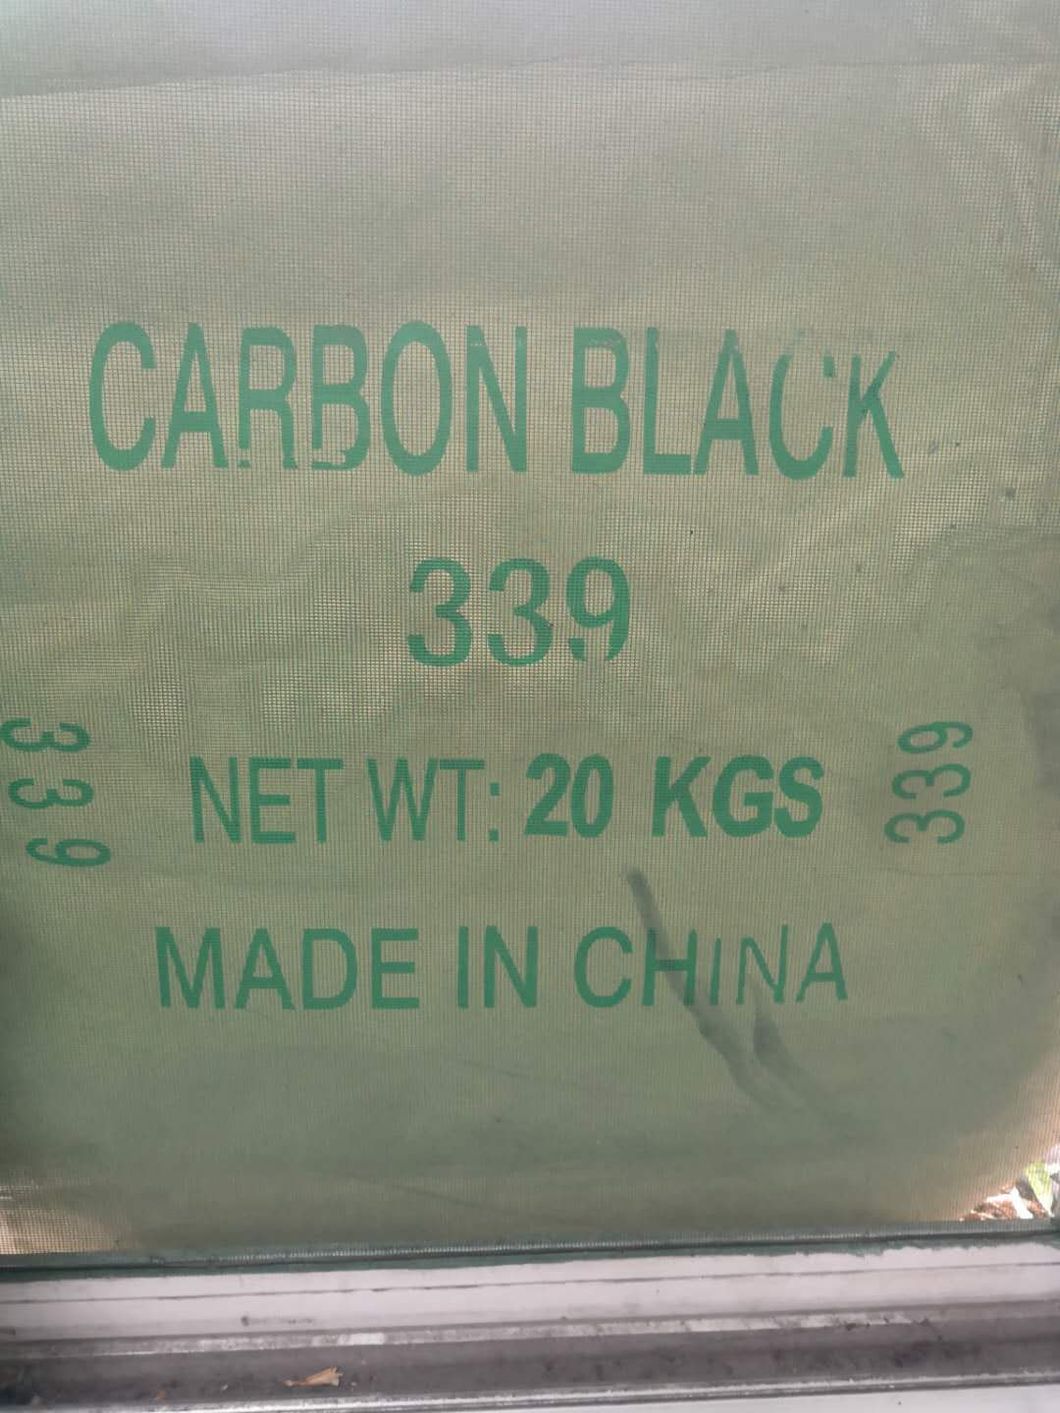 CARBON BLACK
339
339
NET WT: 20 KGS
339
MADE IN CHINA